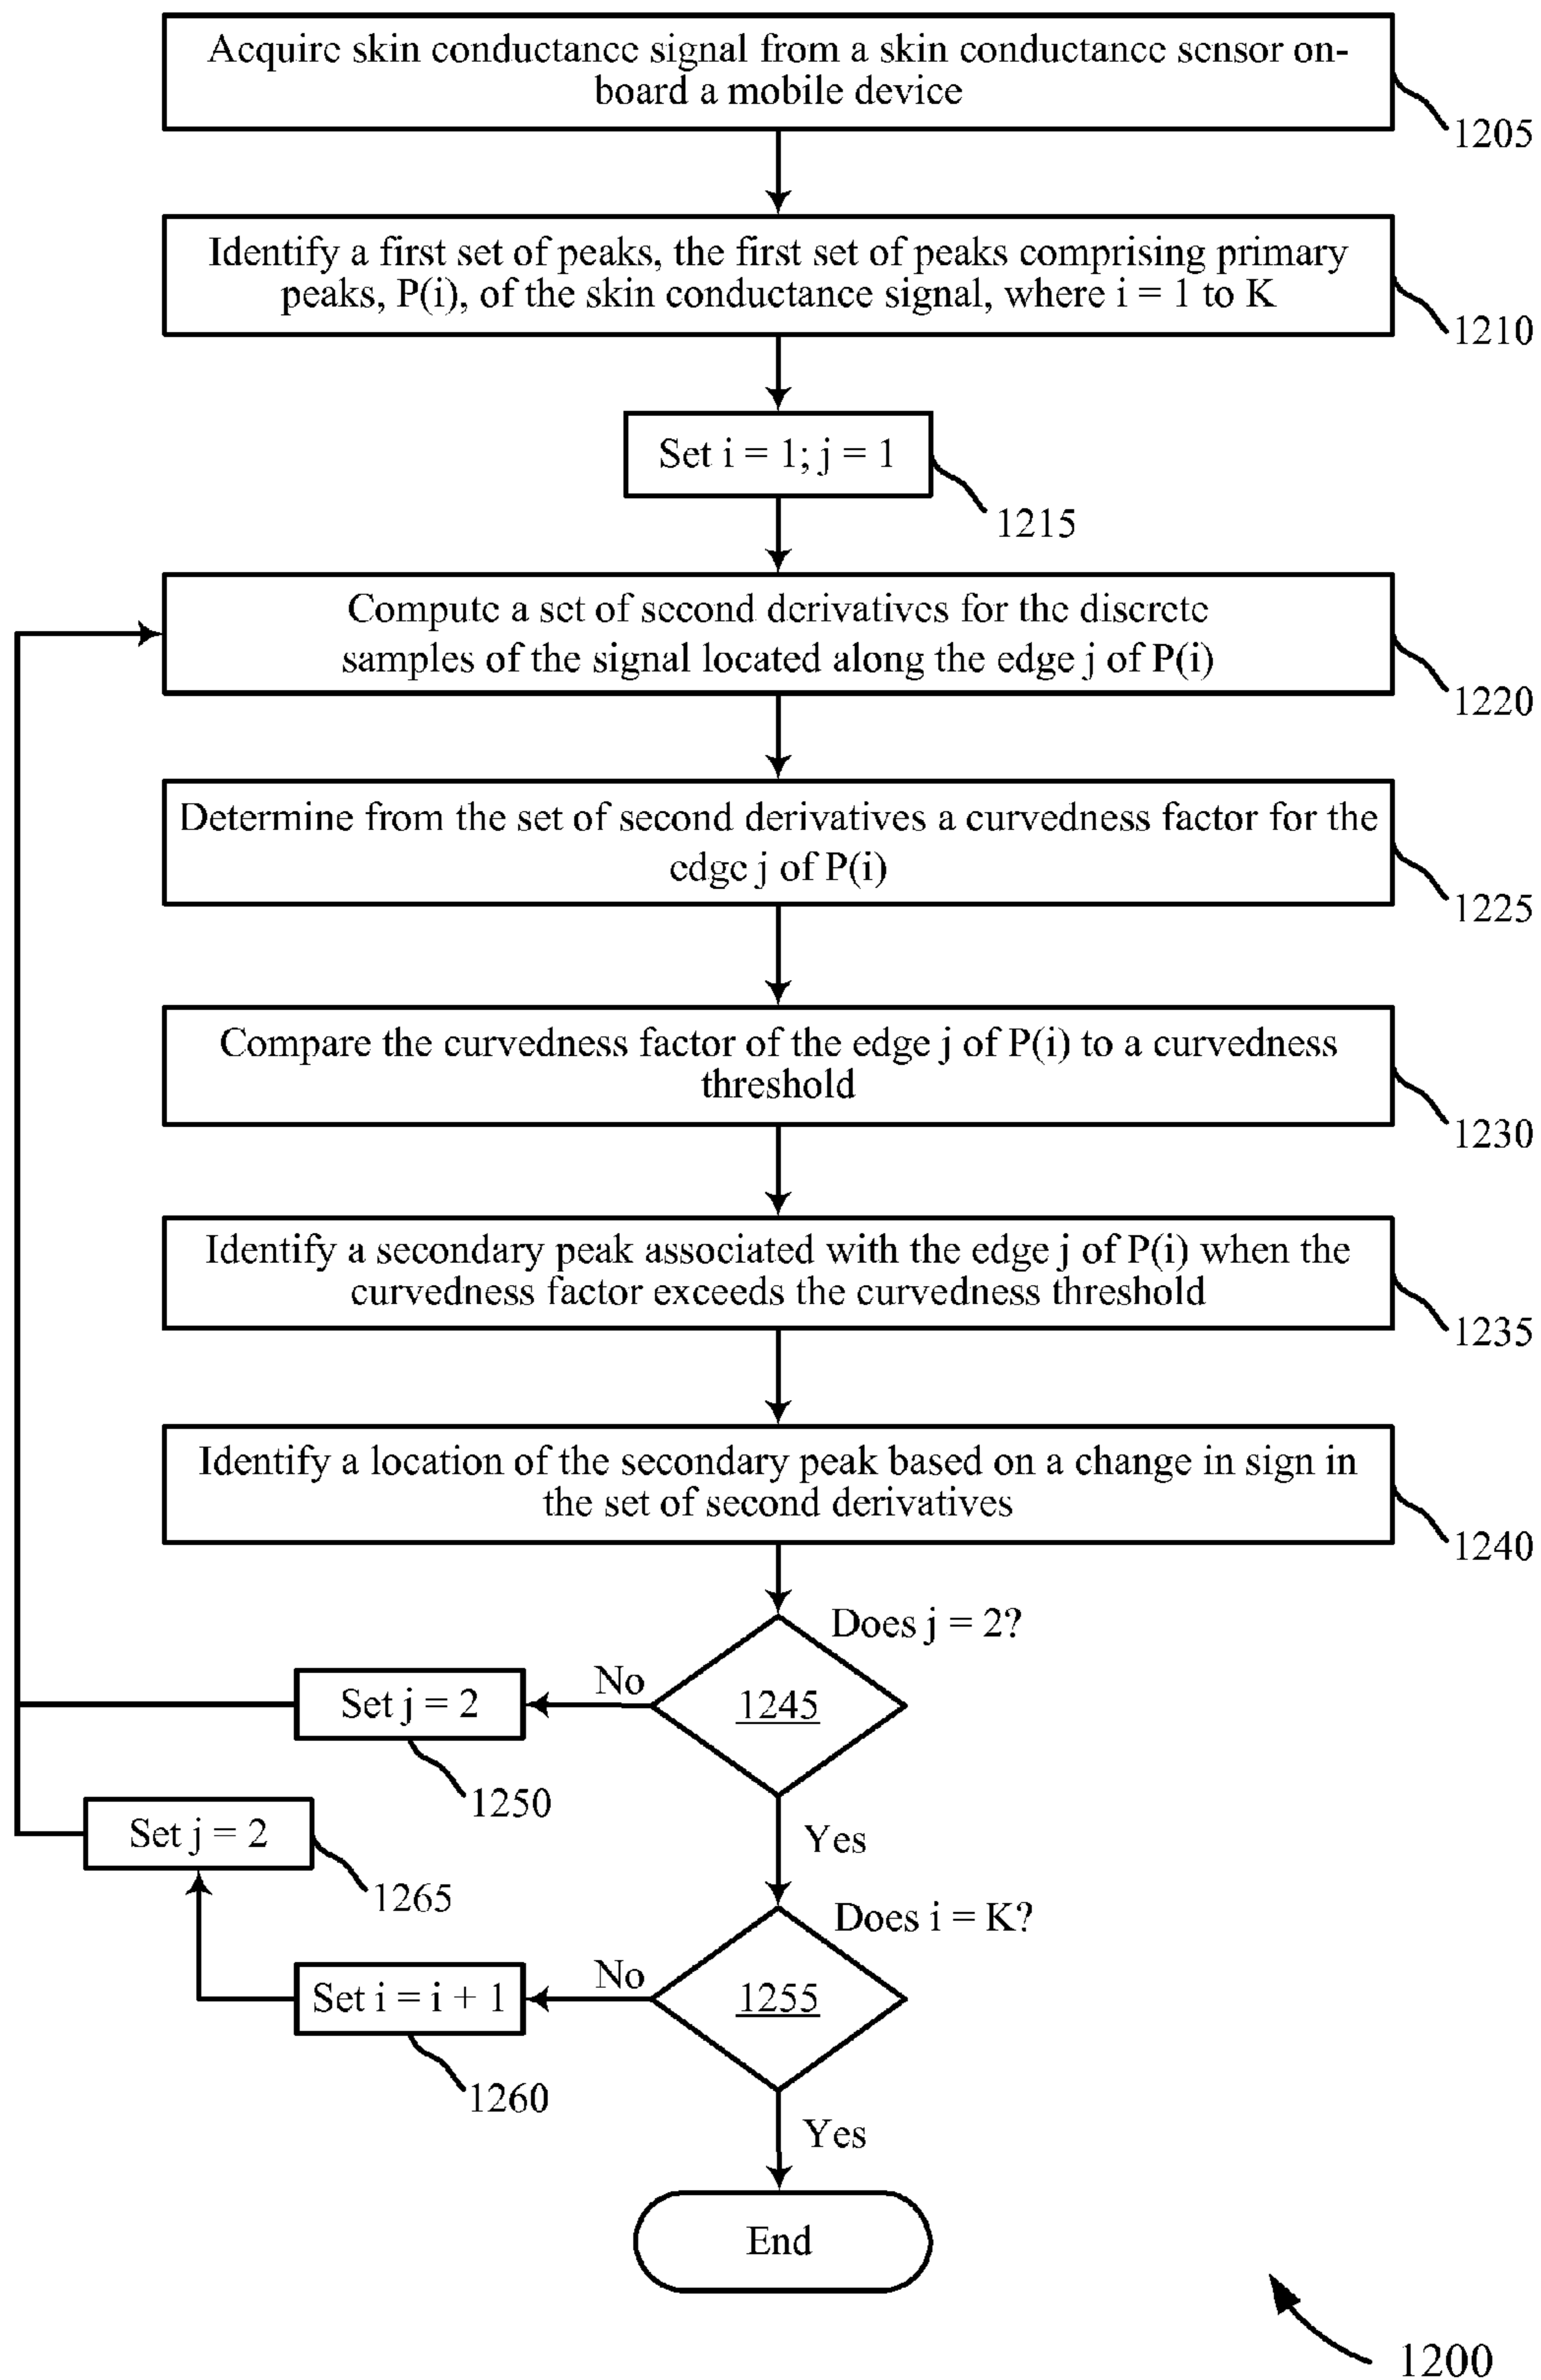 Acquire skin conductance signal from a skin conductance sensor on-
board a mobile device
1205
Identify a first set of peaks, the first set of peaks comprising primary
peaks, P(i), of the skin conductance signal, where i = 1 to K
1210
Set i = 1; j = 1
1215
Compute a set of second derivatives for the discrete
samples of the signal located along the edge j of P(i)
1220
Determine from the set of second derivatives a curvedness factor for the
edge j of P(i)
1225
Compare the curvedness factor of the edge j of P(i) to a curvedness
threshold
1230
Identify a secondary peak associated with the edge j of P(i) when the
curvedness factor exceeds the curvedness threshold
1235
Identify a location of the secondary peak based on a change in sign in
the set of second derivatives
1240
Does j = 2?
No
Set j = 2
1245
1250
Set j = 2
Yes
1265
Does i = K?
No
Set i = i + 1
1255
1260
Yes
End
1200